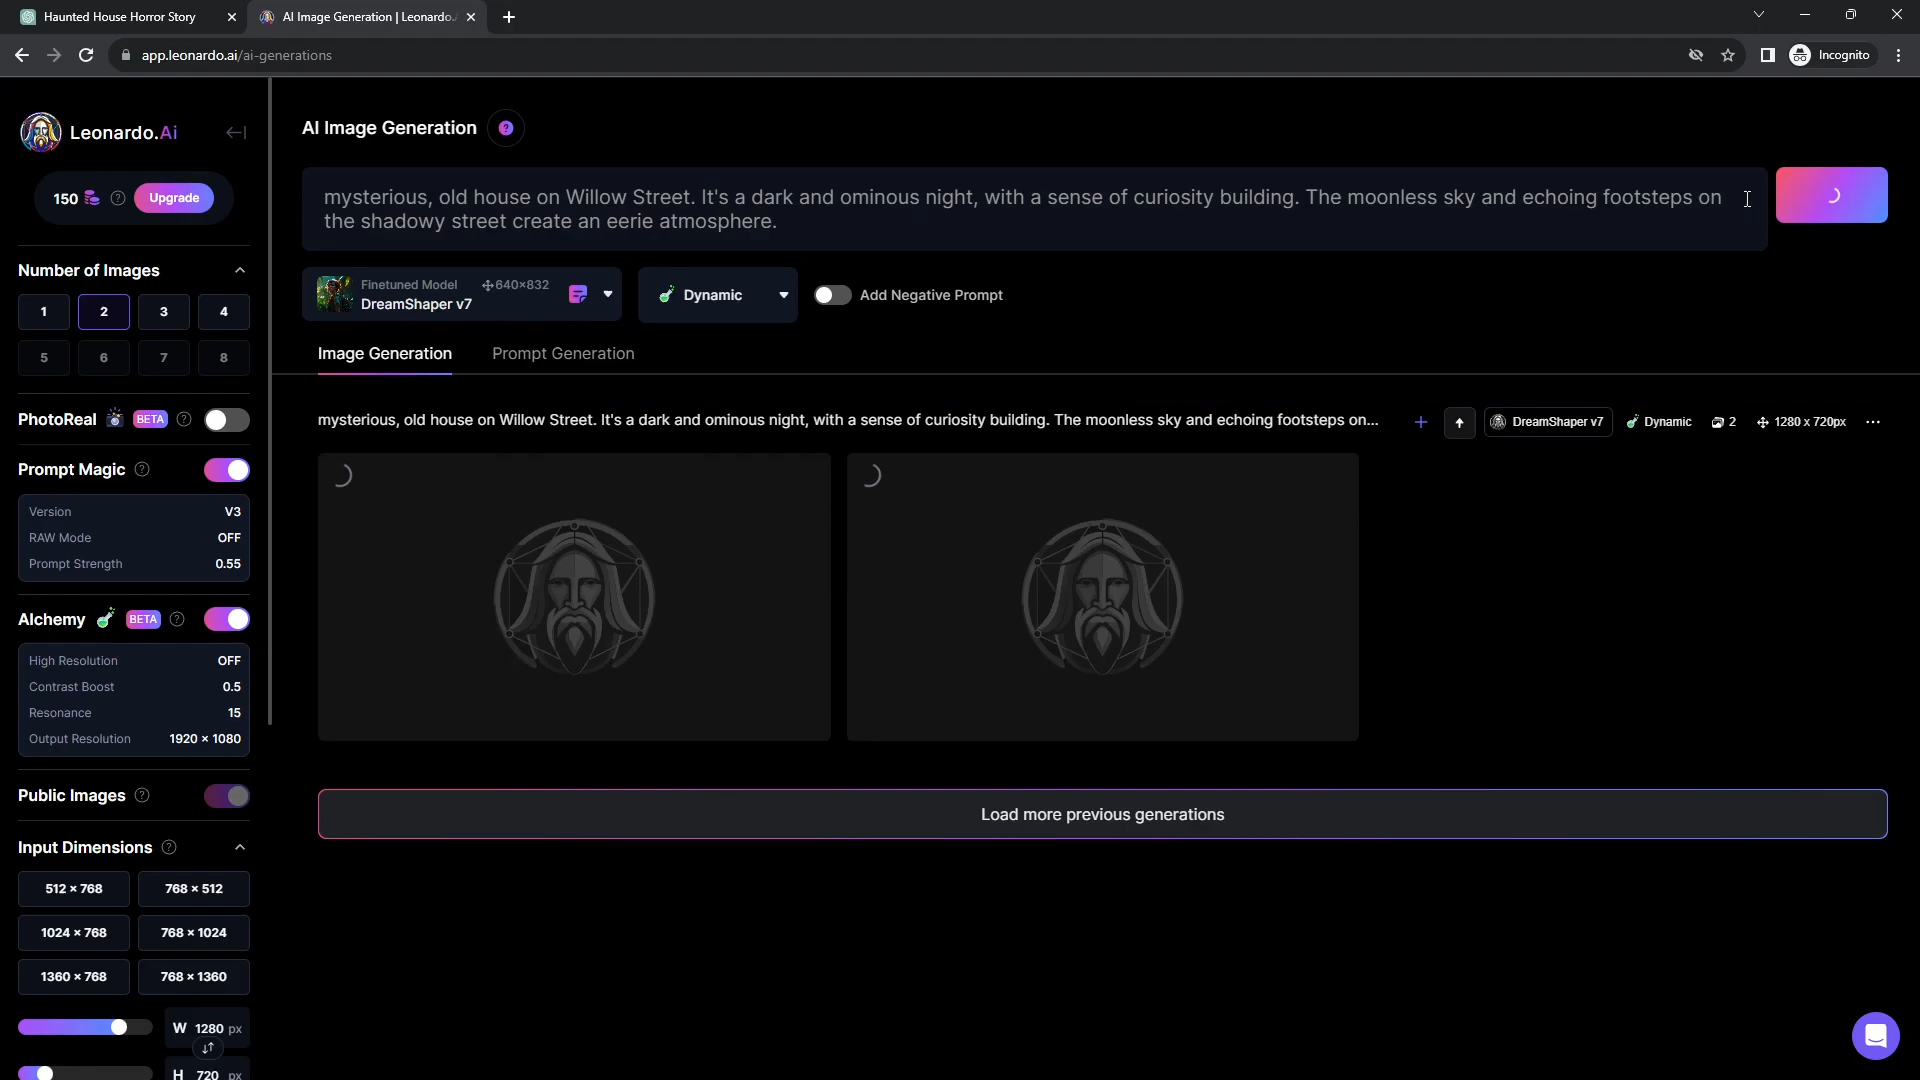 Haunted House Horror Story
AI Image Generation | Leonardo.
app.leonardo.ai/ai-generations
Incognito
Leonardo.Ai
150
Upgrade
AI Image Generation
mysterious, old house on Willow Street. It's a dark and ominous night, with a sense of curiosity building. The moonless sky and echoing footsteps on
the shadowy street create an eerie atmosphere.
Finetuned Model
640×832
DreamShaper v7
Dynamic
Add Negative Prompt
Image Generation
Prompt Generation
mysterious, old house on Willow Street. It's a dark and ominous night, with a sense of curiosity building. The moonless sky and echoing footsteps on...
DreamShaper v7
Dynamic
2
1280 x 720px
Load more previous generations
Number of Images
1 2 3 4
5 6 7 8
PhotoReal BETA
Prompt Magic
Version V3
RAW Mode OFF
Prompt Strength 0.55
Alchemy BETA
High Resolution OFF
Contrast Boost 0.5
Resonance 15
Output Resolution 1920 × 1080
Public Images
Input Dimensions
512 × 768 768 × 512
1024 × 768 768 × 1024
1360 × 768 768 × 1360
W 1280 px
H 720 px